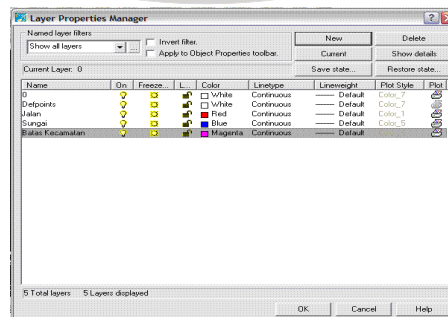 Layer Properties Manager
Named layer filters
Show all layers
...
Invert filter.
Apply to Object Properties toolbar.
New
Delete
Current
Show details
Current Layer: 0
Save state...
Restore state...
Name On Freeze... L... Color Linetype Lineweight Plot Style Plot
0 White Continuous Default Color_7
Defpoints White Continuous Default Color_7
Jalan Red Continuous Default Color_1
Sungai Blue Continuous Default Color_5
Batas Kecamatan Magenta Continuous Default
5 Total layers 5 Layers displayed
OK Cancel Help